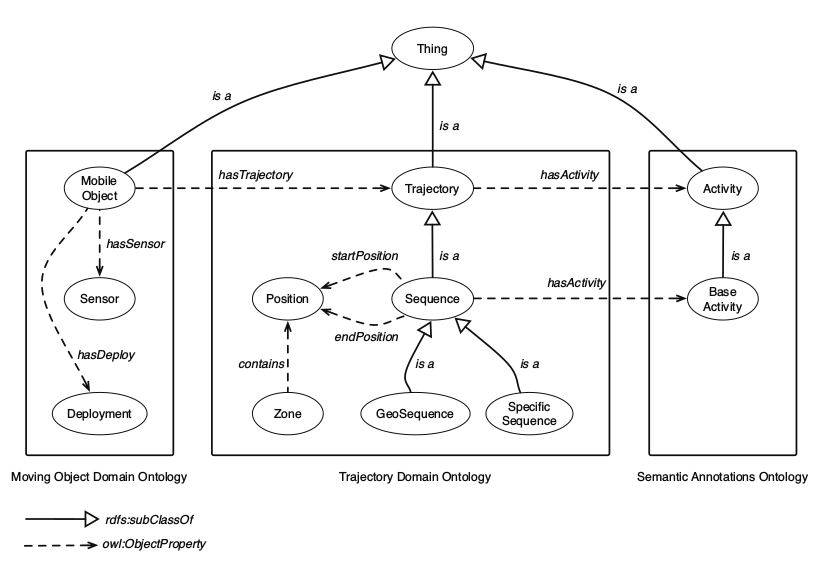 Thing
is a
is a
is a
Mobile
Object
hasTrajectory
Trajectory
hasActivity
Activity
hasSensor
startPosition
is a
is a
Sensor
Position
Sequence
hasActivity
Base
Activity
endPosition
hasDeploy
contains
is a
is a
Deployment
Zone
GeoSequence
Specific
Sequence
Moving Object Domain Ontology
Trajectory Domain Ontology
Semantic Annotations Ontology
rdfs:subClassOf
owl:ObjectProperty